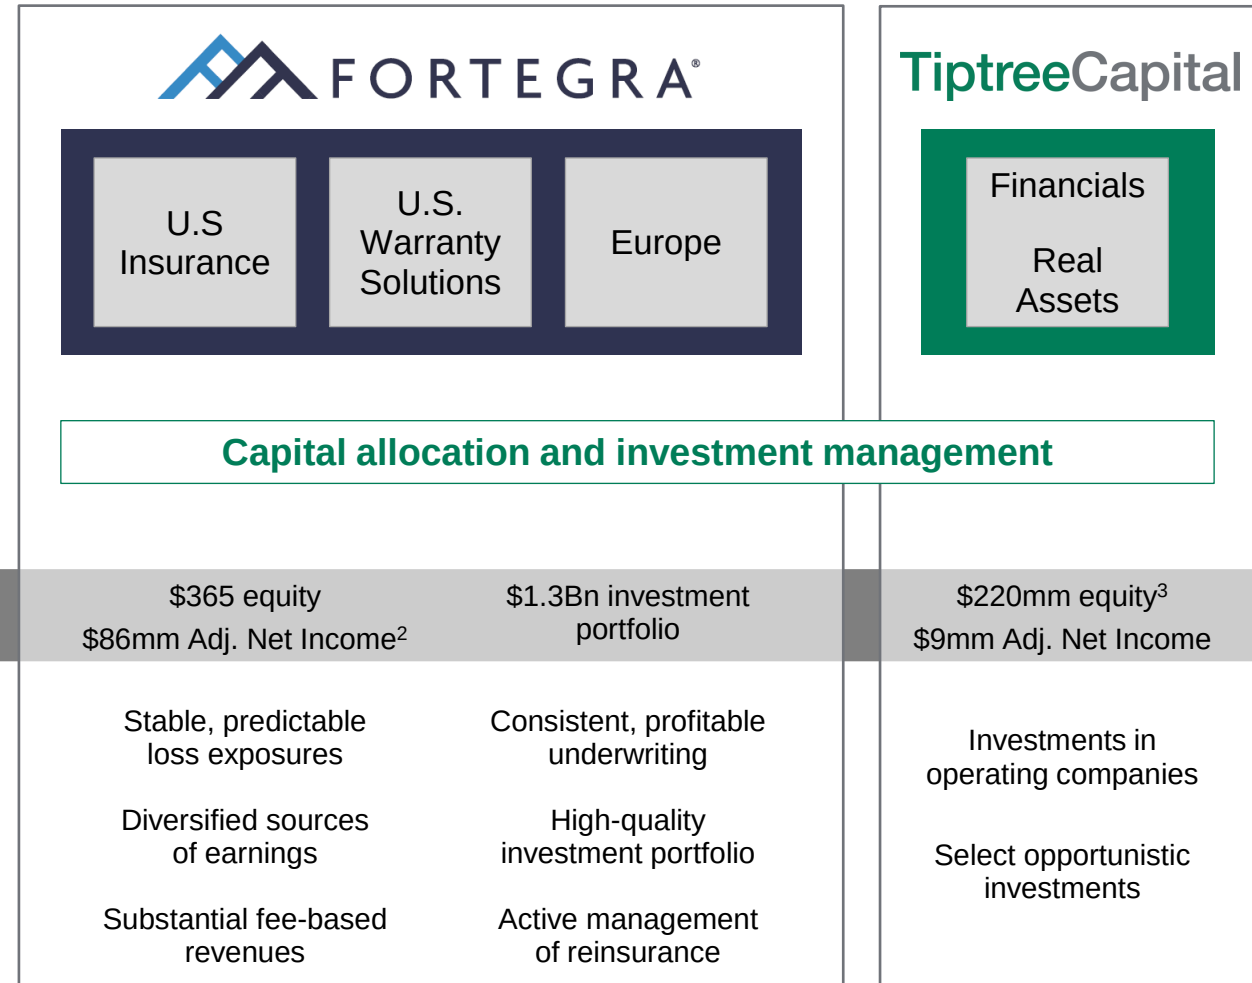 FORTEGRA®
U.S
Insurance
U.S.
Warranty
Solutions
Europe
TiptreeCapital
Financials
Real
Assets
Capital allocation and investment management
$365 equity
$86mm Adj. Net Income2
$1.3Bn investment
portfolio
$220mm equity3
$9mm Adj. Net Income
Stable, predictable
loss exposures
Diversified sources
of earnings
Substantial fee-based
revenues
Consistent, profitable
underwriting
High-quality
investment portfolio
Active management
of reinsurance
Investments in
operating companies
Select opportunistic
investments